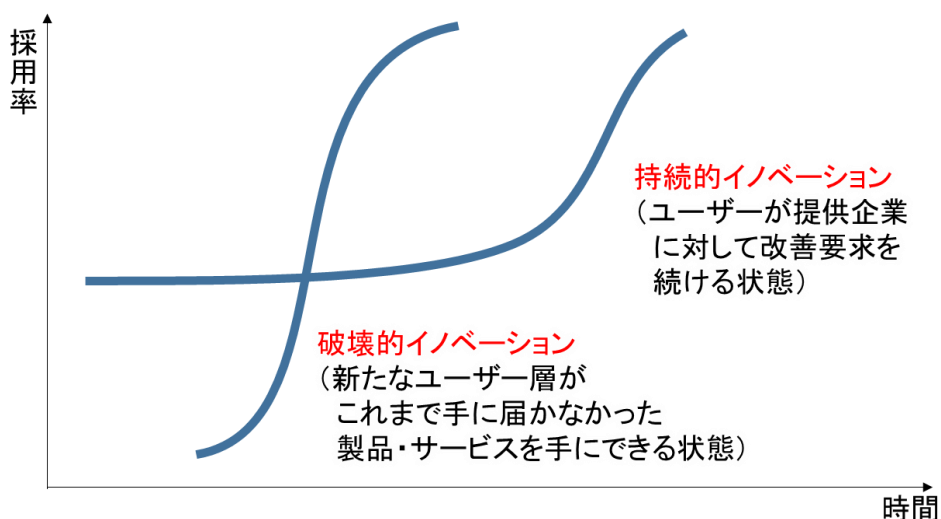 採用率
持続的イノベーション
（ユーザーが提供企業
に対して改善要求を
続ける状態）
破壊的イノベーション
（新たなユーザー層が
これまで手に届かなかった
製品・サービスを手にできる状態）
時間